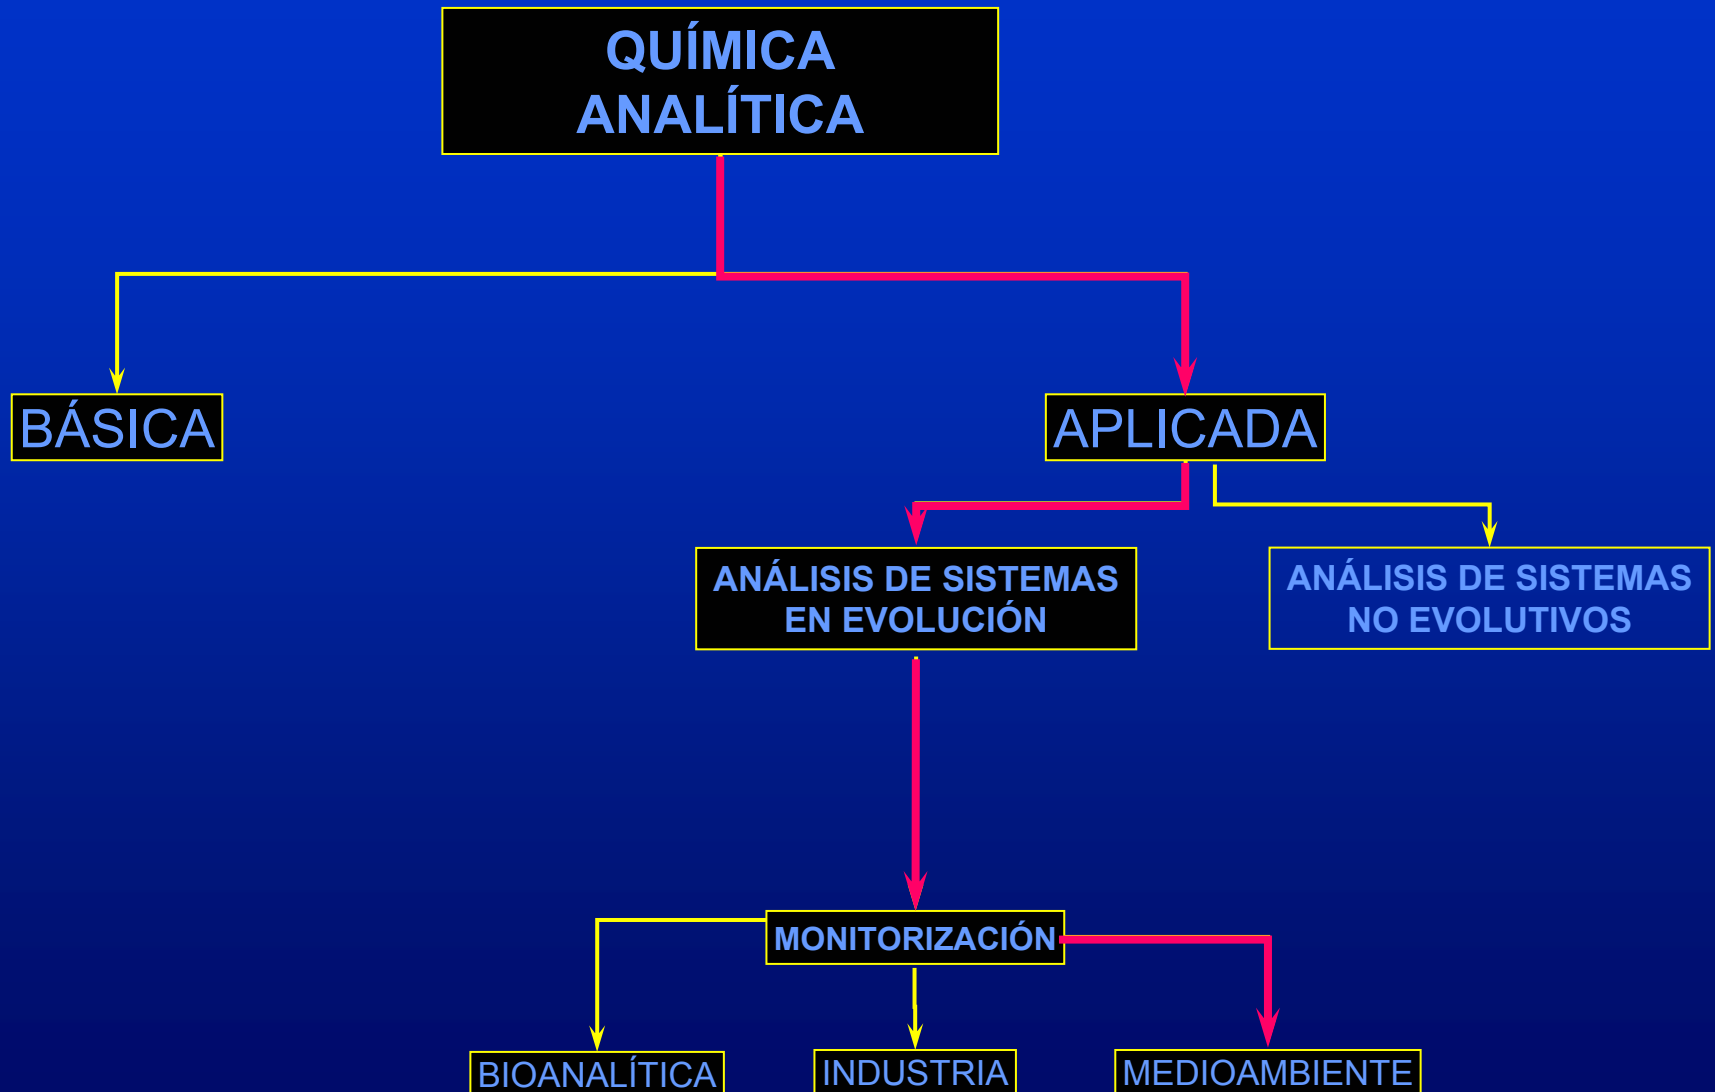 QUÍMICA
ANALÍTICA
BÁSICA
APLICADA
ANÁLISIS DE SISTEMAS
EN EVOLUCIÓN
ANÁLISIS DE SISTEMAS
NO EVOLUTIVOS
MONITORIZACIÓN
BIOANALÍTICA
INDUSTRIA
MEDIOAMBIENTE